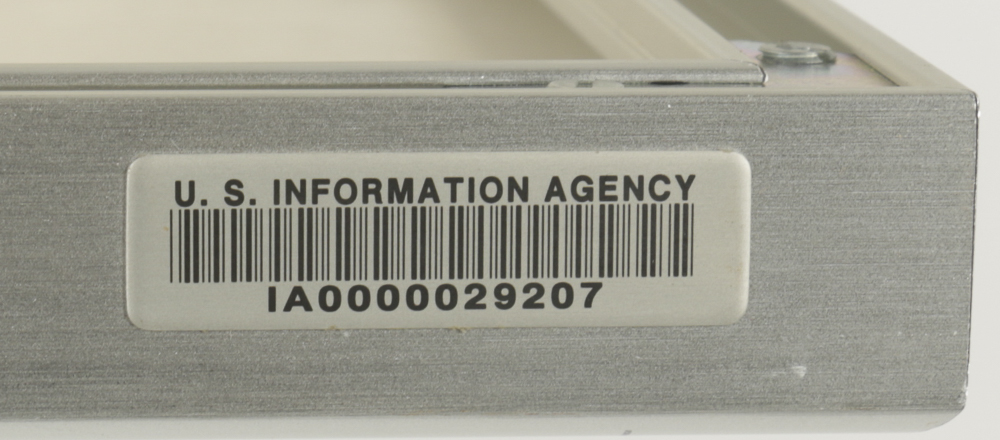 U. S. INFORMATION AGENCY
IA0000029207